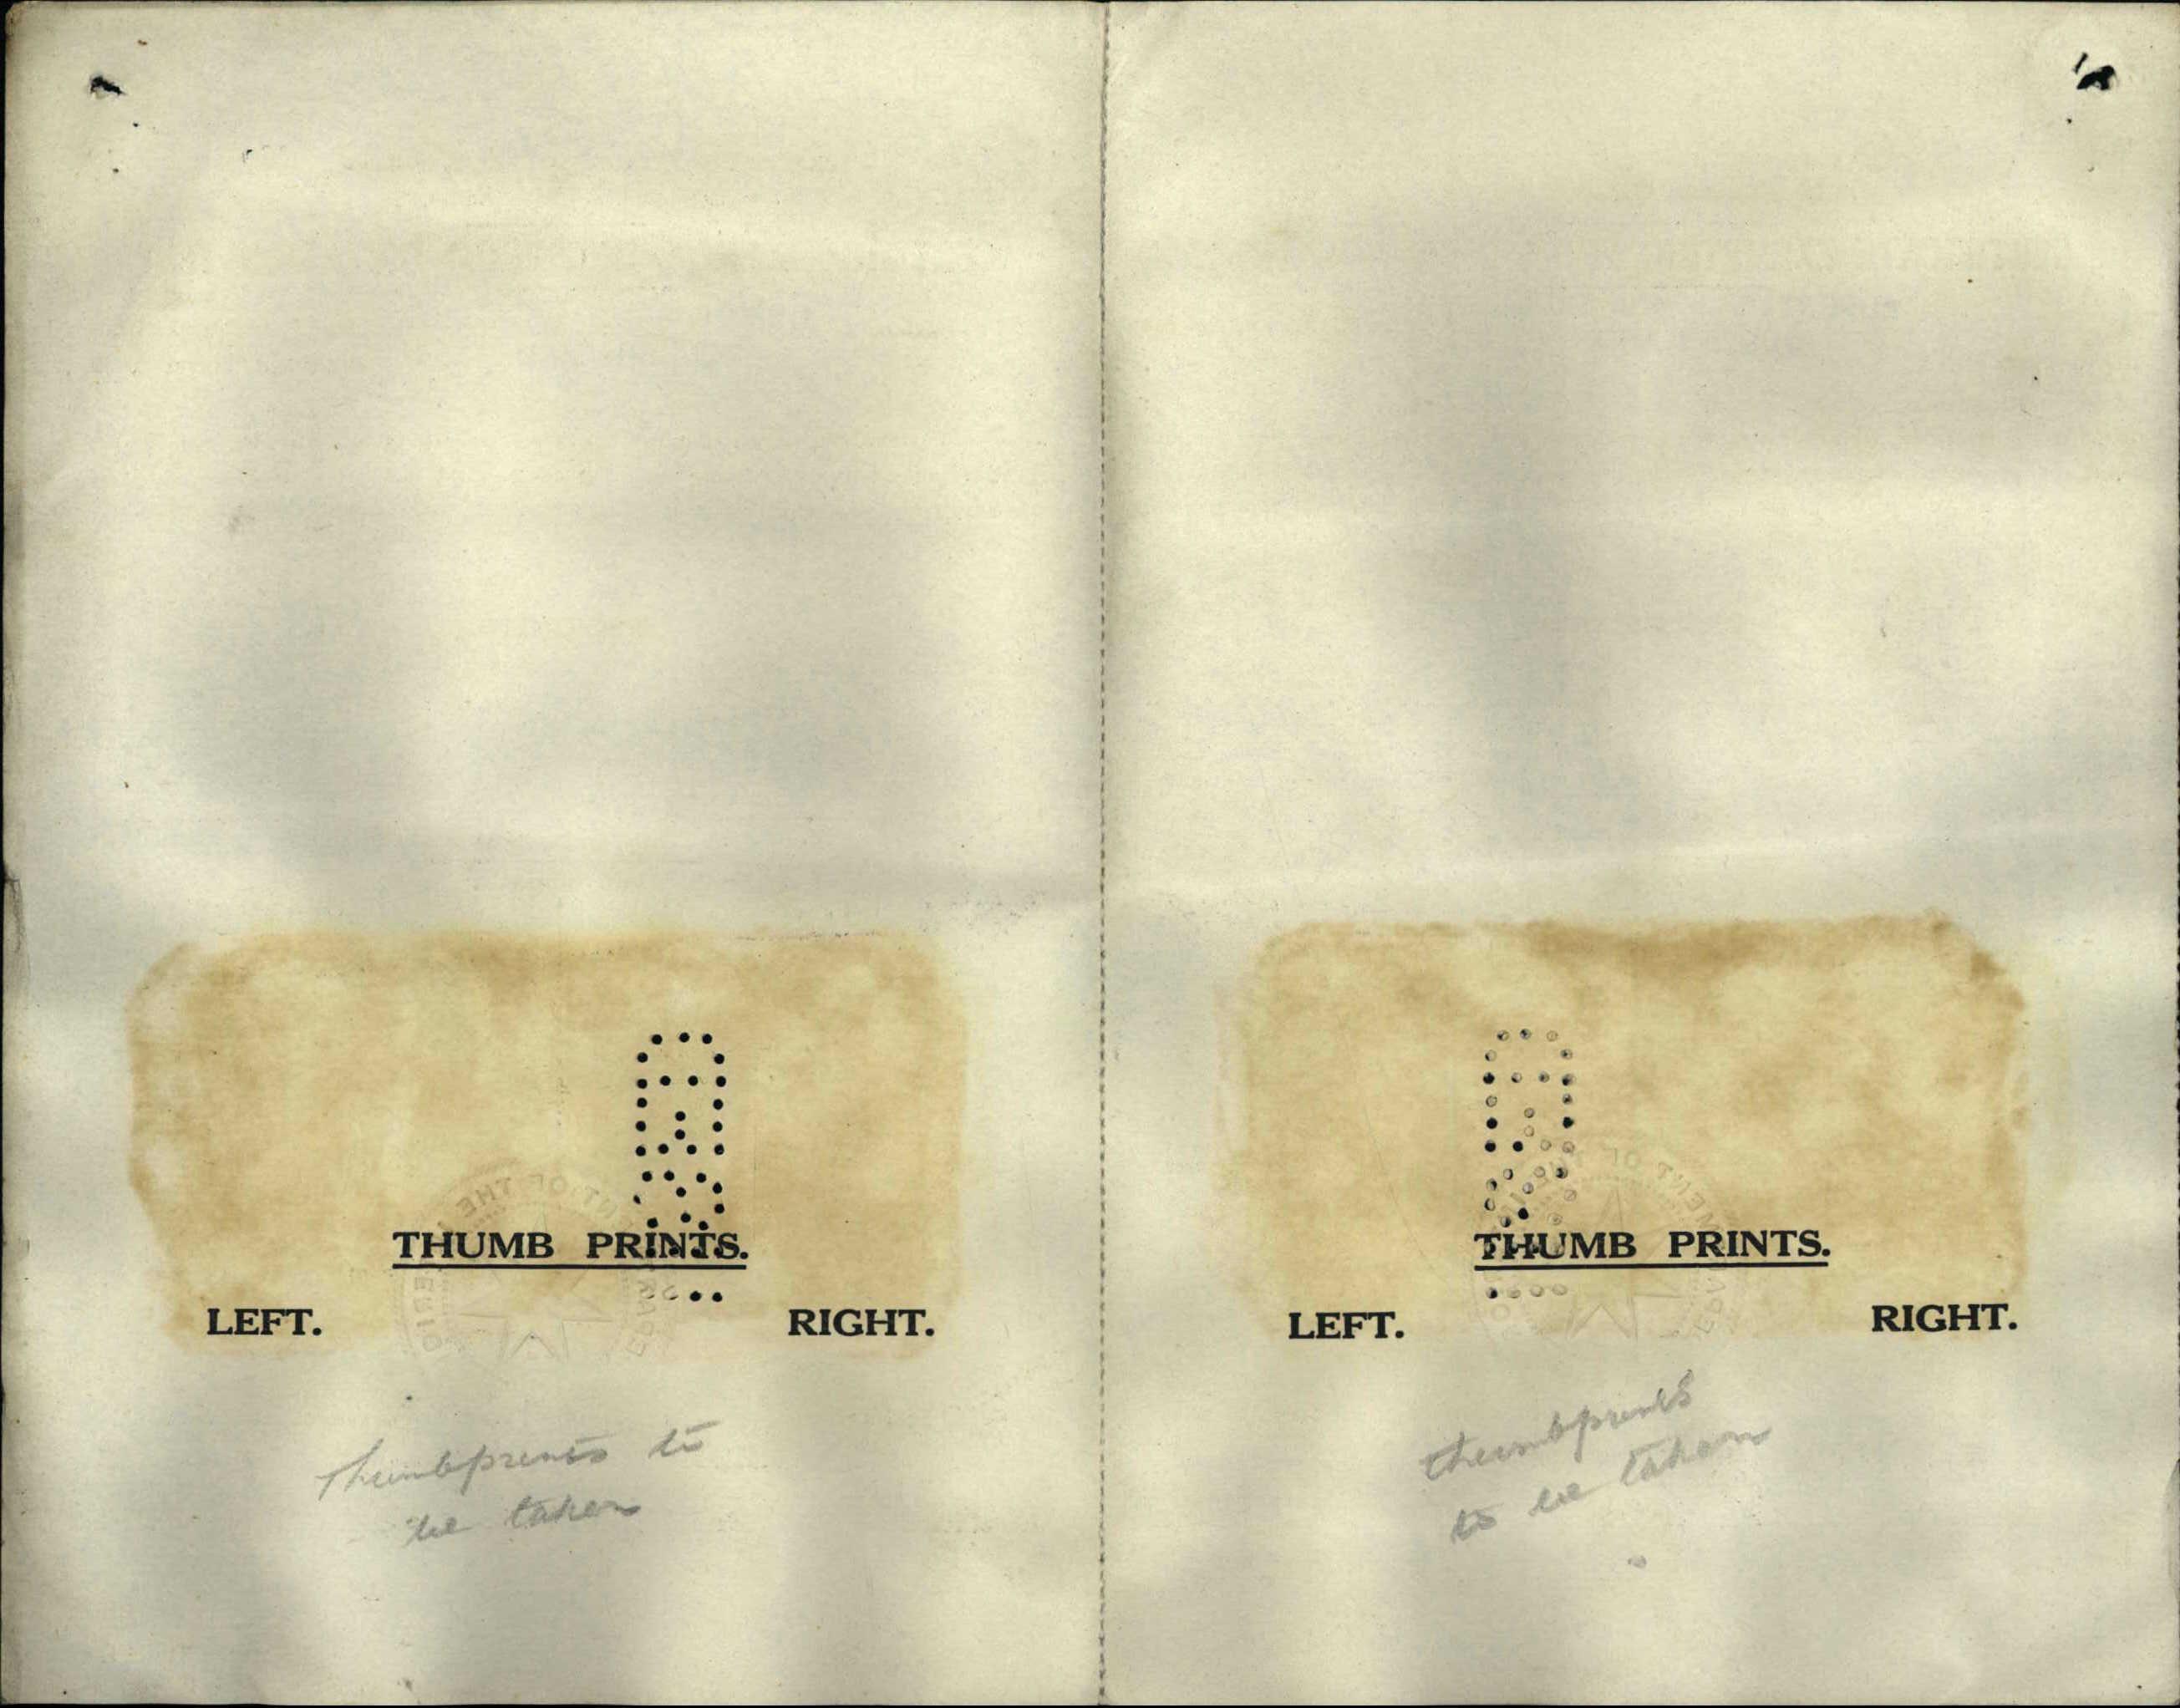 THUMB PRINTS.
LEFT. RIGHT.
Thumbprints to
be taken
THUMB PRINTS.
LEFT. RIGHT.
thumbprints
to be taken